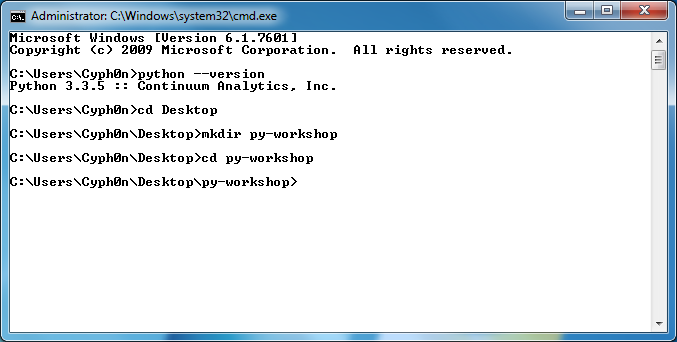 Administrator: C:\Windows\system32\cmd.exe
Microsoft Windows [Version 6.1.7601]
Copyright (c) 2009 Microsoft Corporation.  All rights reserved.
C:\Users\Cyph0n>python --version
Python 3.3.5 :: Continuum Analytics, Inc.
C:\Users\Cyph0n>cd Desktop
C:\Users\Cyph0n\Desktop>mkdir py-workshop
C:\Users\Cyph0n\Desktop>cd py-workshop
C:\Users\Cyph0n\Desktop\py-workshop>